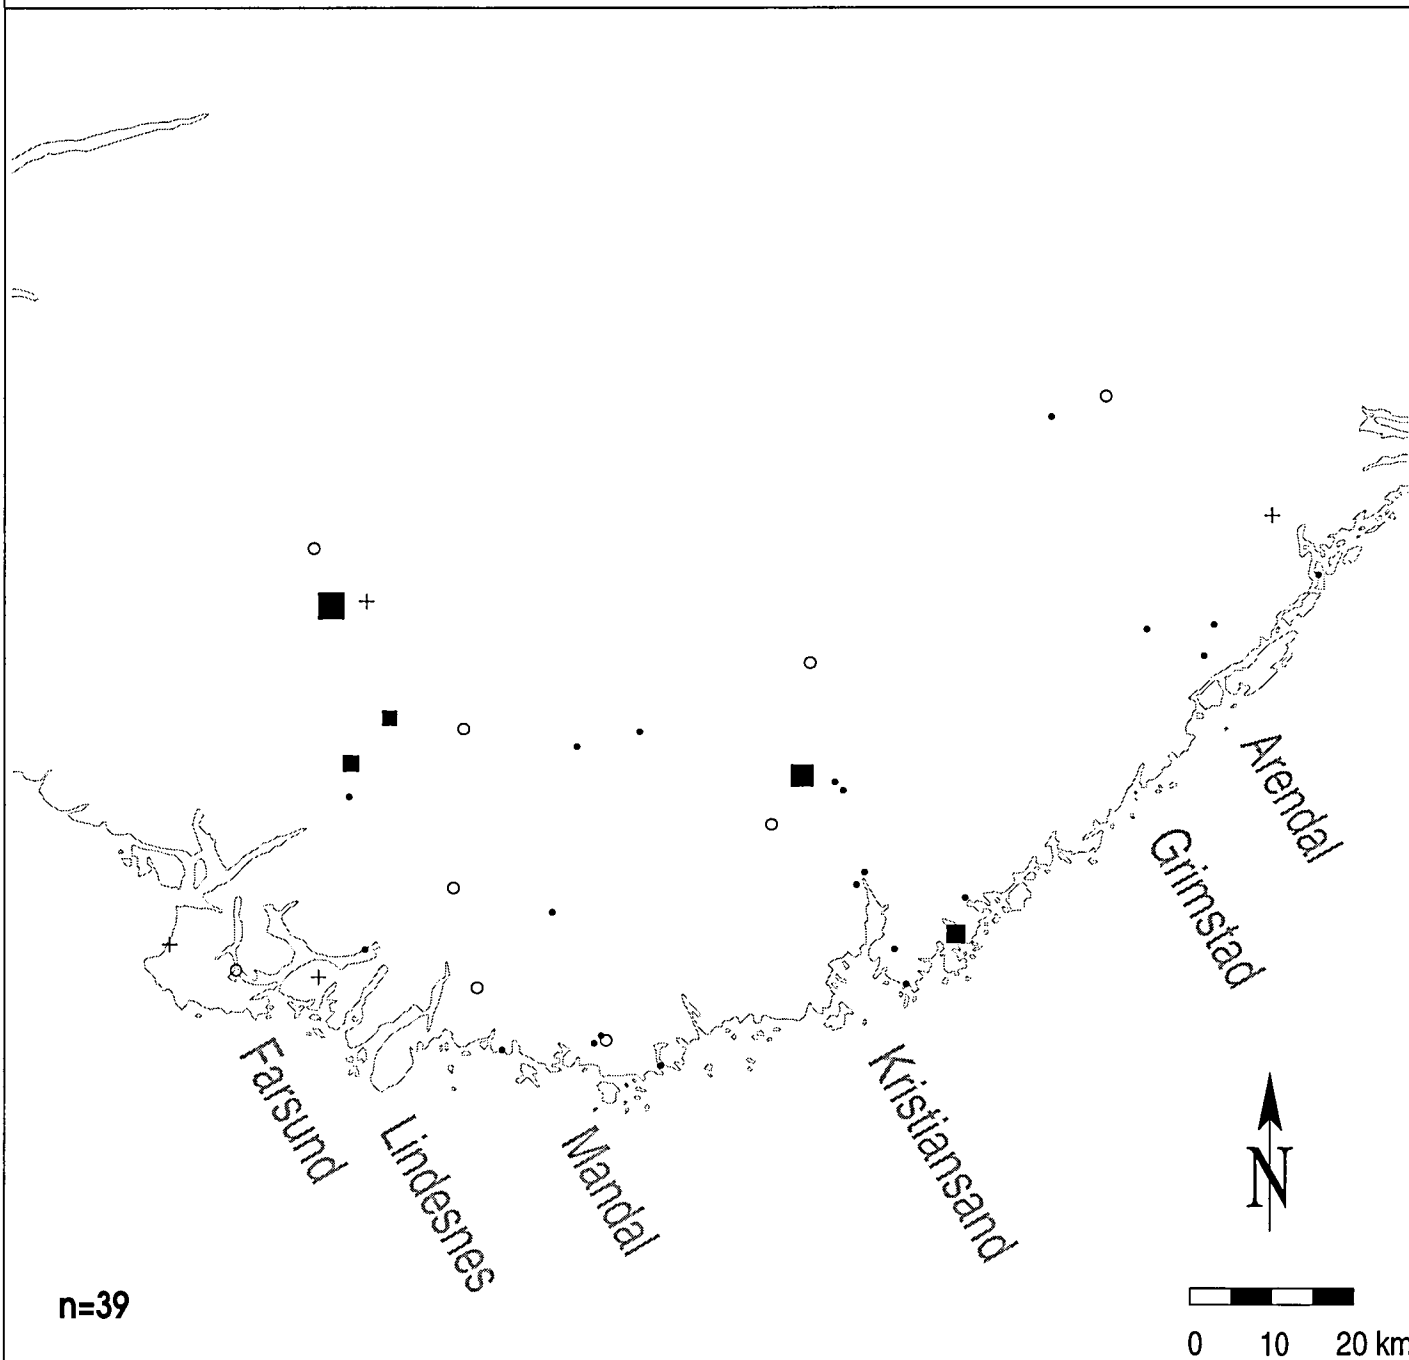 Arendal
Grimstad
Kristiansand
Farsund
Lindesnes
Mandal
N
n=39
0 10 20 km